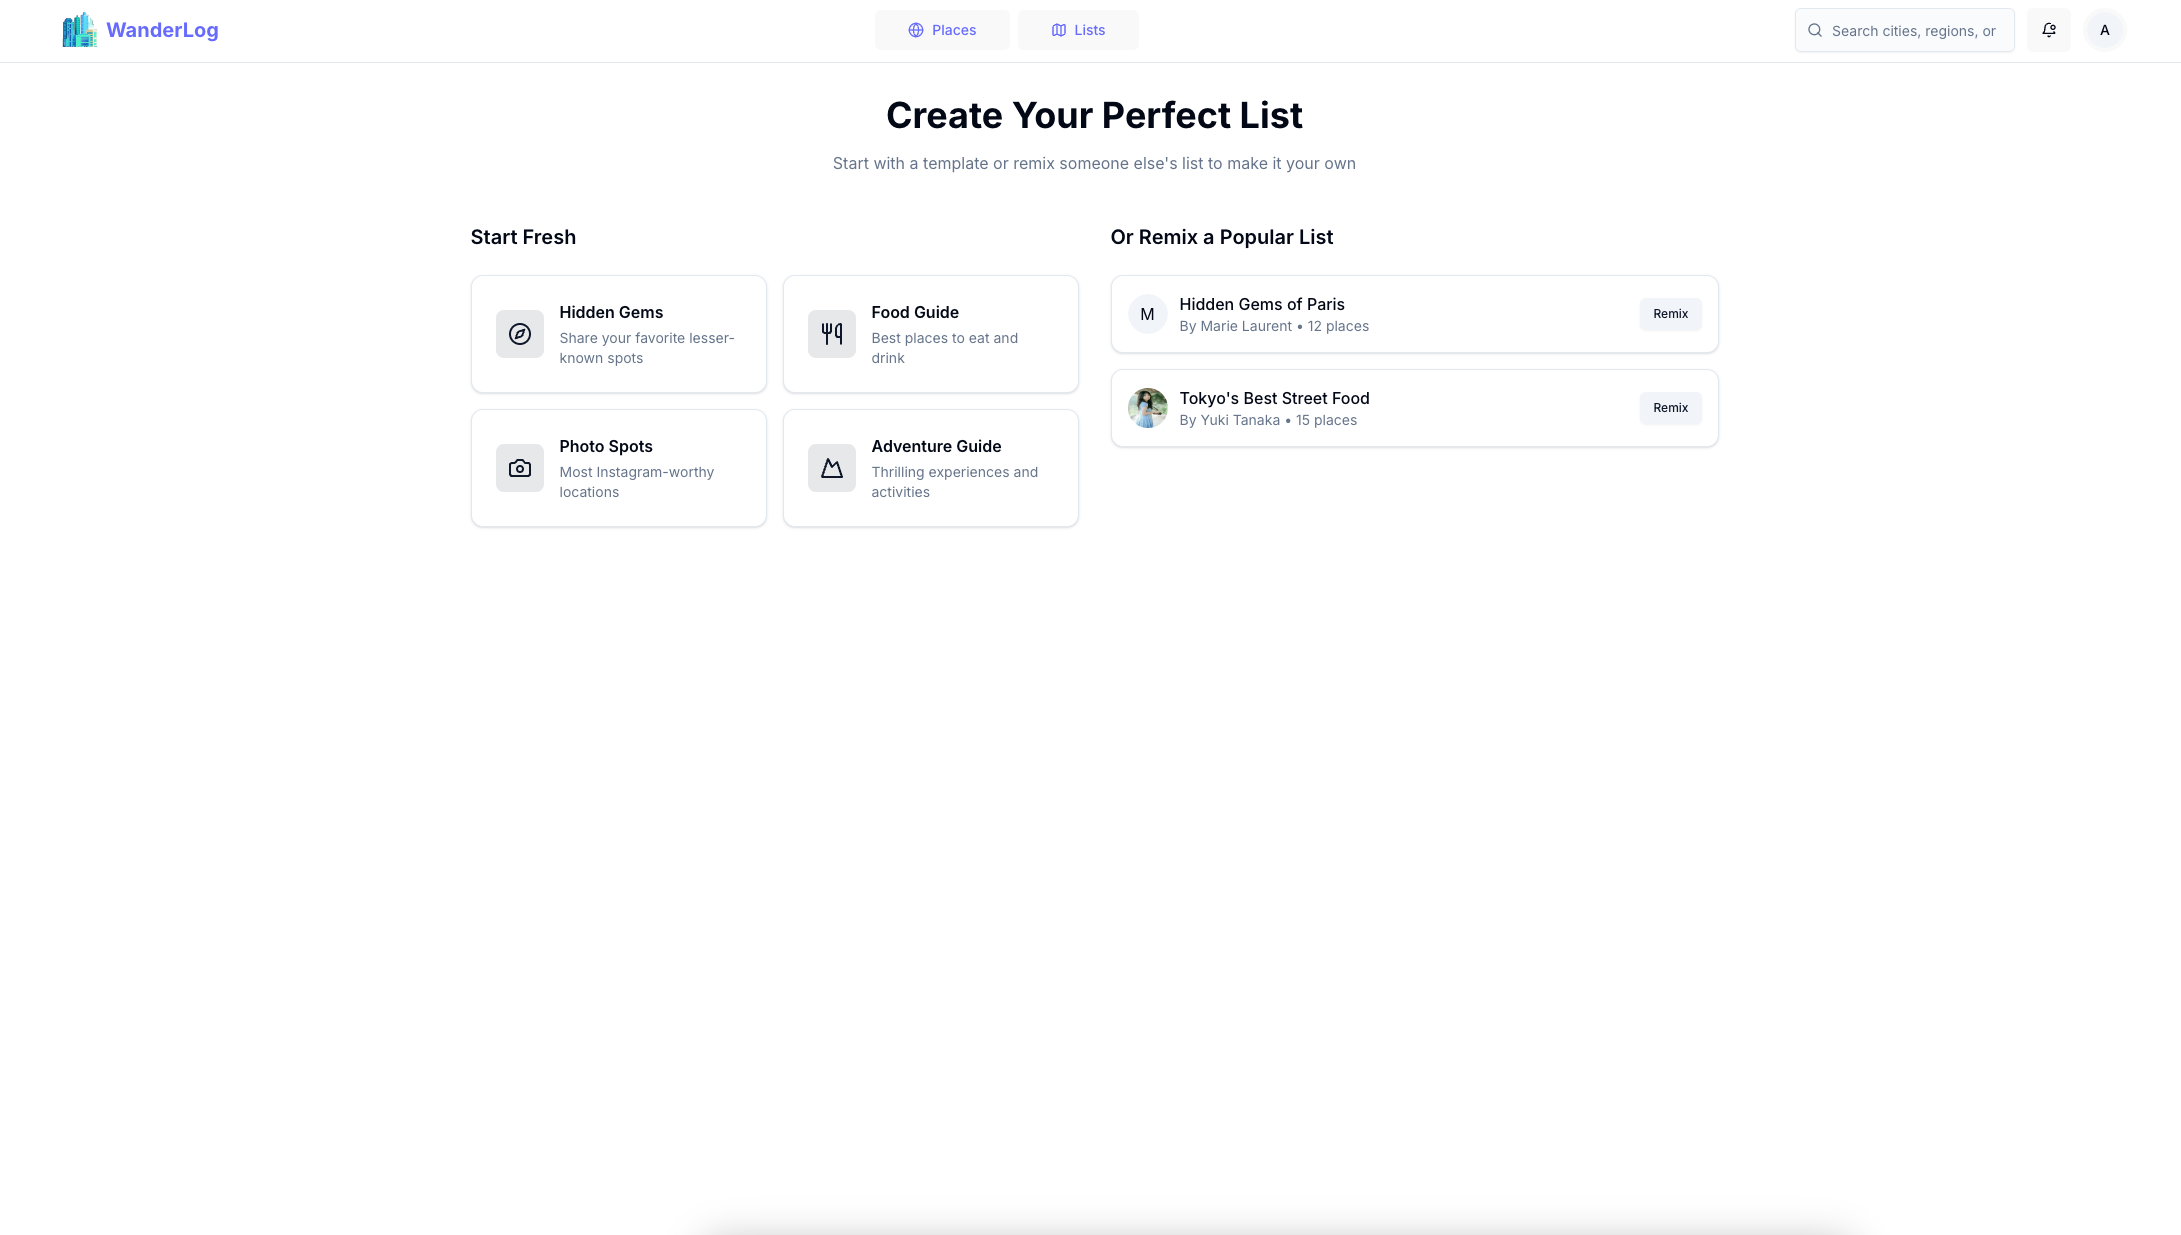 WanderLog
Places
Lists
Search cities, regions, or
A
Create Your Perfect List
Start with a template or remix someone else's list to make it your own
Start Fresh
Hidden Gems
Share your favorite lesser-
known spots
Food Guide
Best places to eat and
drink
Photo Spots
Most Instagram-worthy
locations
Adventure Guide
Thrilling experiences and
activities
Or Remix a Popular List
M
Hidden Gems of Paris
By Marie Laurent • 12 places
Remix
Tokyo's Best Street Food
By Yuki Tanaka • 15 places
Remix